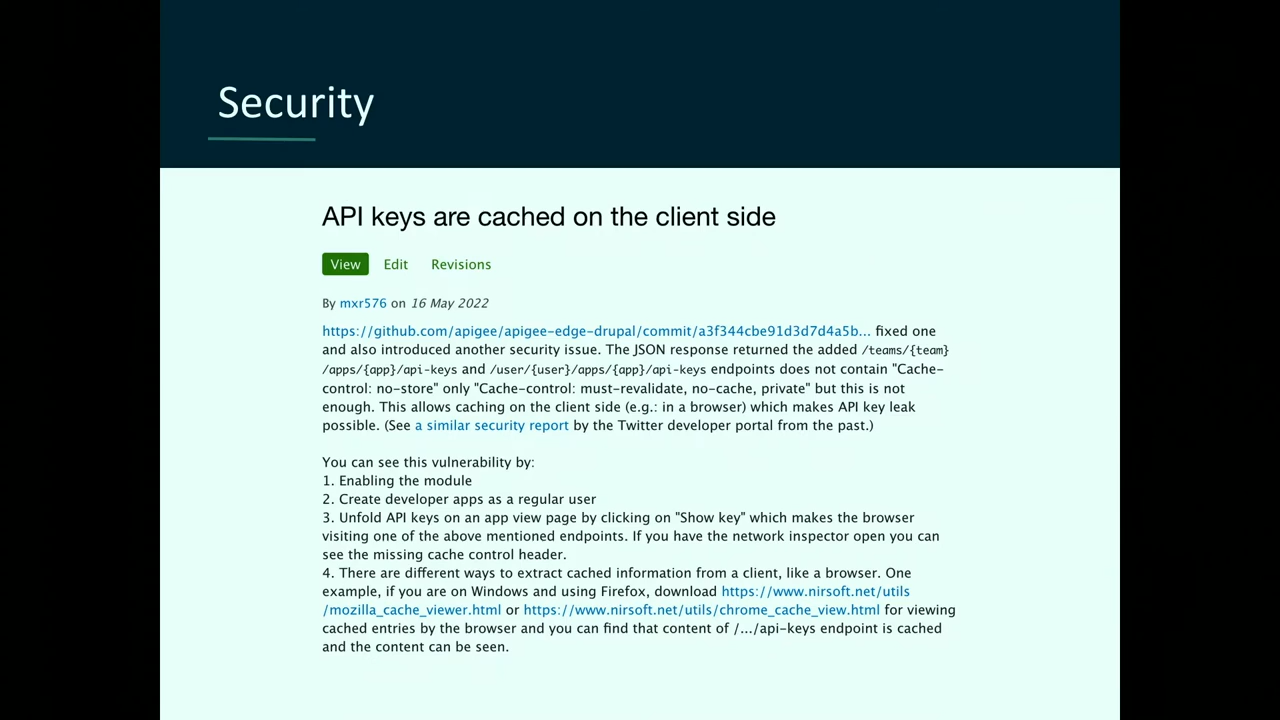 Security
API keys are cached on the client side
View Edit Revisions
By mxr576 on 16 May 2022
https://github.com/apigee/apigee-edge-drupal/commit/a3f344cbe91d3d7d4a5b... fixed one
and also introduced another security issue. The JSON response returned the added /teams/{team}
/apps/{app}/api-keys and /user/{user}/apps/{app}/api-keys endpoints does not contain "Cache-
control: no-store" only "Cache-control: must-revalidate, no-cache, private" but this is not
enough. This allows caching on the client side (e.g.: in a browser) which makes API key leak
possible. (See a similar security report by the Twitter developer portal from the past.)
You can see this vulnerability by:
1. Enabling the module
2. Create developer apps as a regular user
3. Unfold API keys on an app view page by clicking on "Show key" which makes the browser
visiting one of the above mentioned endpoints. If you have the network inspector open you can
see the missing cache control header.
4. There are different ways to extract cached information from a client, like a browser. One
example, if you are on Windows and using Firefox, download https://www.nirsoft.net/utils
/mozilla_cache_viewer.html or https://www.nirsoft.net/utils/chrome_cache_view.html for viewing
cached entries by the browser and you can find that content of /.../api-keys endpoint is cached
and the content can be seen.